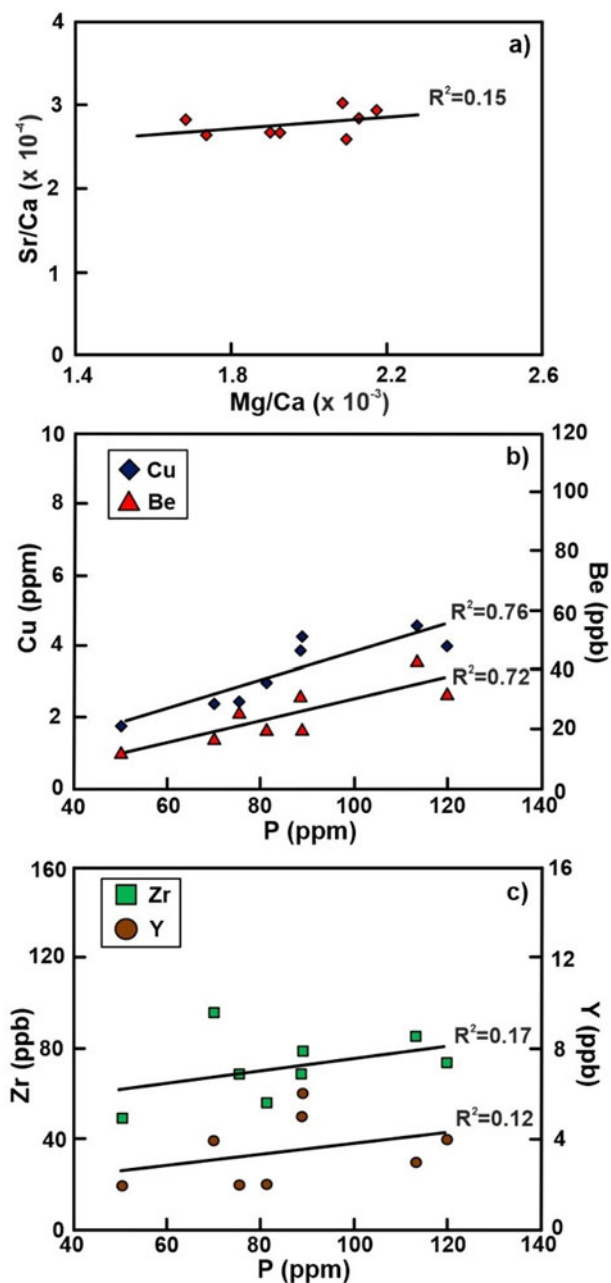 a)
R²=0.15
4
3
2
1
0
Sr/Ca (x 10⁻⁴)
1.4 1.8 2.2 2.6
Mg/Ca (x 10⁻³)
b)
Cu
Be
R²=0.76
R²=0.72
10
8
6
4
2
0
Cu (ppm)
120
100
80
60
40
20
0
Be (ppb)
40 60 80 100 120 140
P (ppm)
c)
Zr
Y
R²=0.17
R²=0.12
160
120
80
40
0
Zr (ppb)
16
12
8
4
0
Y (ppb)
40 60 80 100 120 140
P (ppm)